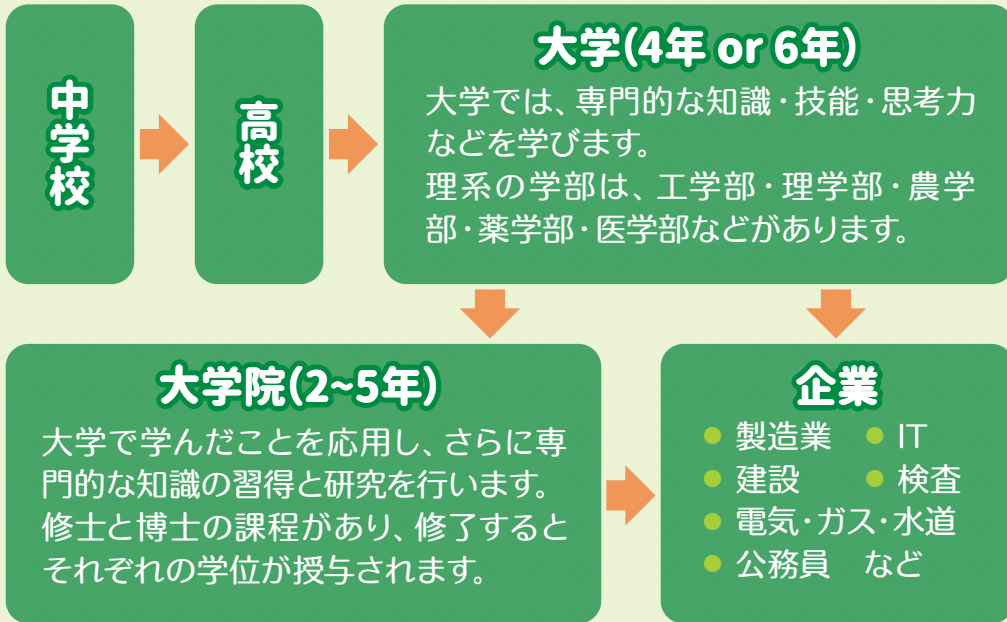 中学校
高校
大学(4年 or 6年)
大学では、専門的な知識・技能・思考力
などを学びます。
理系の学部は、工学部・理学部・農学
部・薬学部・医学部などがあります。
大学院(2~5年)
大学で学んだことを応用し、さらに専
門的な知識の習得と研究を行います。
修士と博士の課程があり、修了すると
それぞれの学位が授与されます。
企業
● 製造業 ● IT
● 建設 ● 検査
● 電気・ガス・水道
● 公務員 など